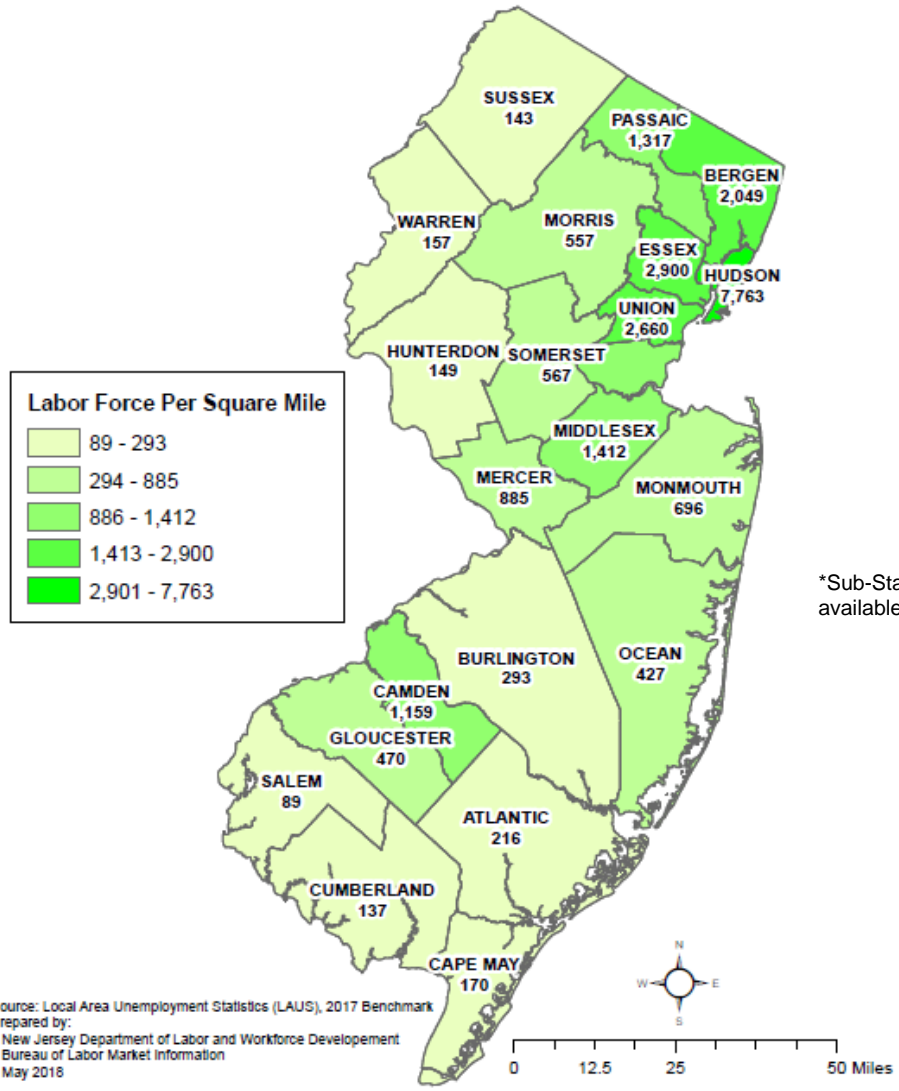 SUSSEX
143
PASSAIC
1,317
BERGEN
2,049
WARREN
157
MORRIS
557
ESSEX
2,900
HUDSON
7,763
UNION
2,660
HUNTERDON
149
SOMERSET
567
Labor Force Per Square Mile
89 - 293
294 - 885
886 - 1,412
1,413 - 2,900
2,901 - 7,763
MIDDLESEX
1,412
MERCER
885
MONMOUTH
696
*Sub-Sta
available
OCEAN
427
BURLINGTON
293
CAMDEN
1,159
GLOUCESTER
470
SALEM
89
ATLANTIC
216
CUMBERLAND
137
CAPE MAY
170
N
W E
S
ource: Local Area Unemployment Statistics (LAUS), 2017 Benchmark
repared by:
New Jersey Department of Labor and Workforce Developement
Bureau of Labor Market Information
May 2018
0 12.5 25 50 Miles